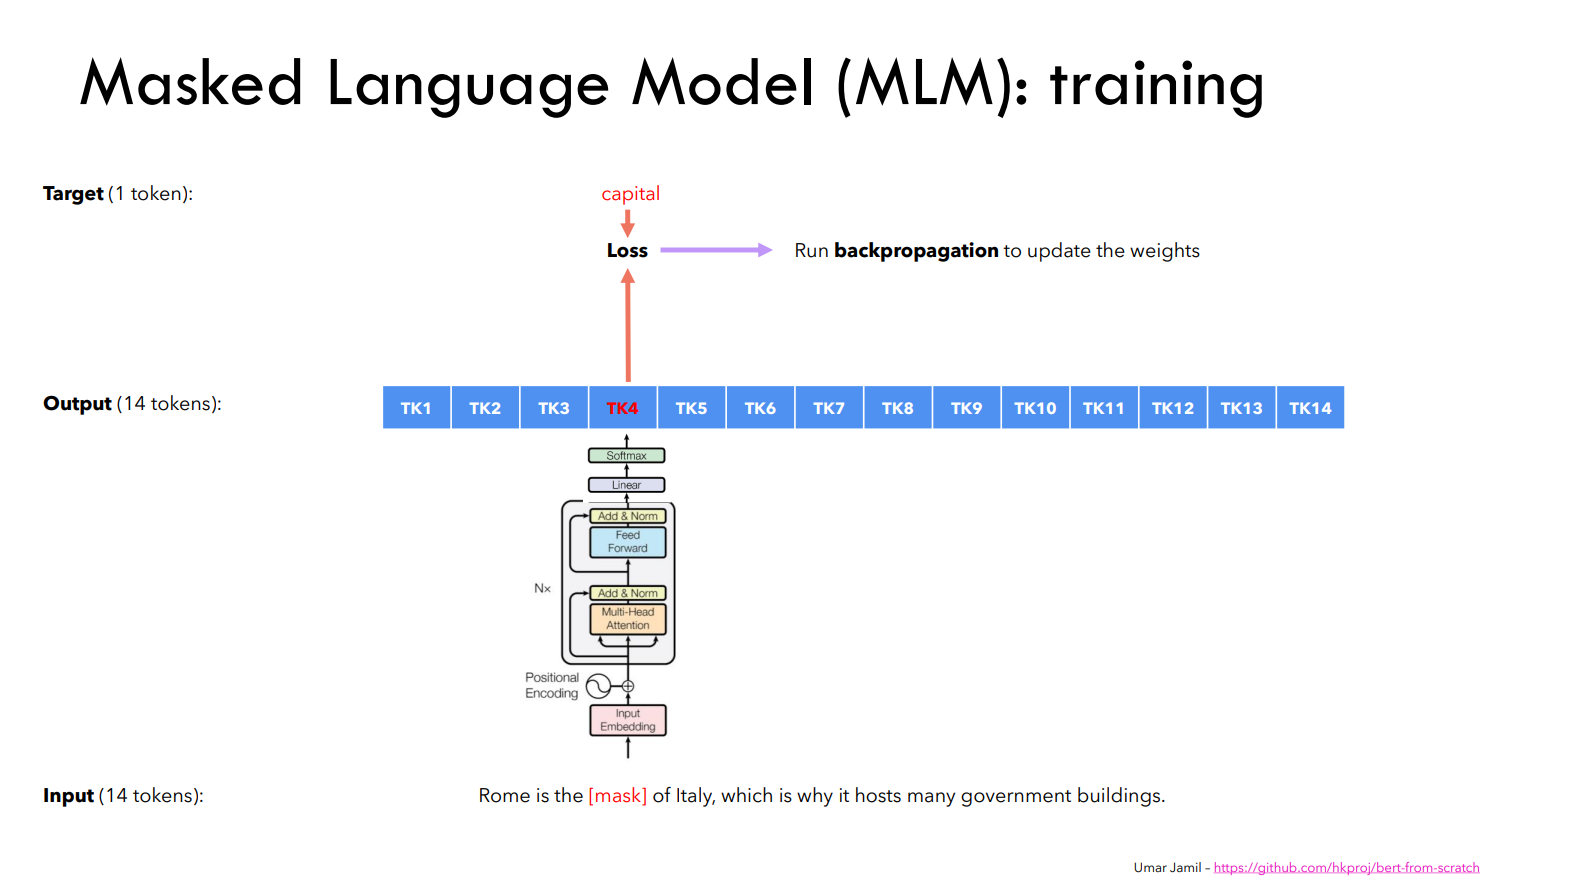 Masked Language Model (MLM): training
Target (1 token):
capital
Loss
Run backpropagation to update the weights
Output (14 tokens):
TK1 TK2 TK3 TK4 TK5 TK6 TK7 TK8 TK9 TK10 TK11 TK12 TK13 TK14
Softmax
Linear
Add & Norm
Feed
Forward
Nx
Add & Norm
Multi-Head
Attention
Positional
Encoding
Input
Embedding
Input (14 tokens):
Rome is the [mask] of Italy, which is why it hosts many government buildings.
Umar Jamil – https://github.com/hkproj/bert-from-scratch